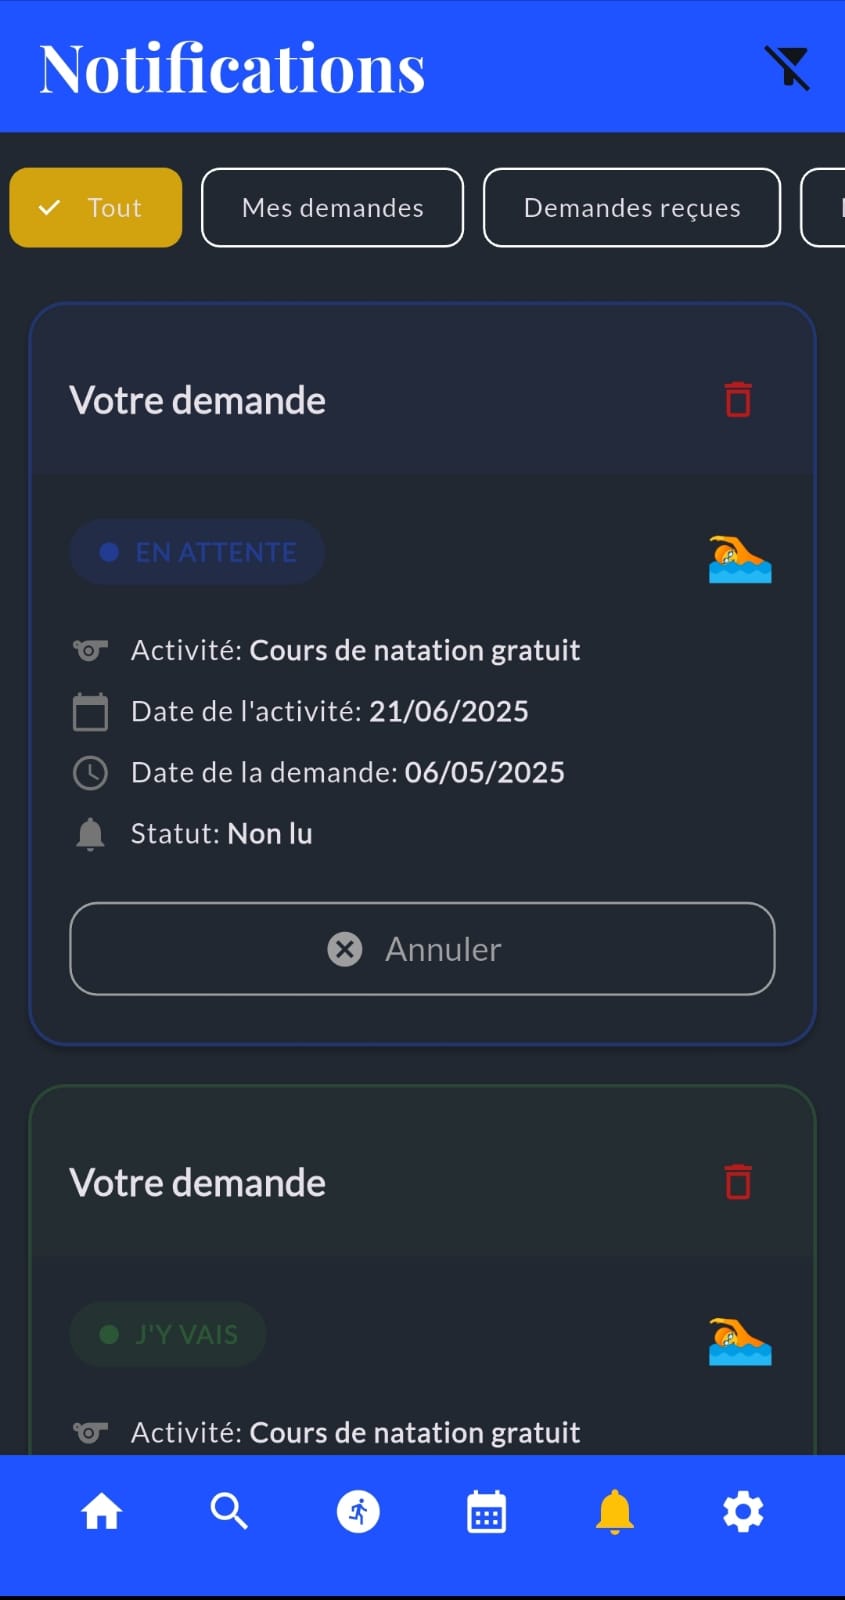 Notifications
Tout
Mes demandes
Demandes reçues
Votre demande
EN ATTENTE
Activité: Cours de natation gratuit
Date de l'activité: 21/06/2025
Date de la demande: 06/05/2025
Statut: Non lu
Annuler
Votre demande
J'Y VAIS
Activité: Cours de natation gratuit